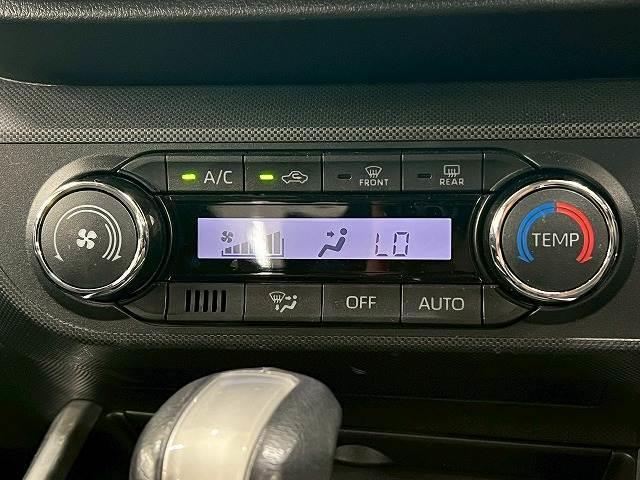 A/C FRONT REAR
LO
TEMP
OFF AUTO